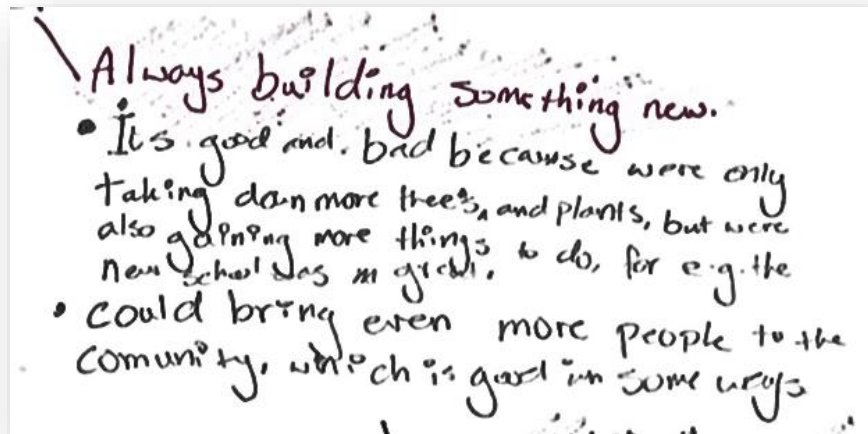 Always building something new.
• Its good and. bad because were only
taking down more trees, and plants, but were
also gaining more things to do, for e.g. the
new school was in
• could bring even more people to the
comunity, which is good in some ways